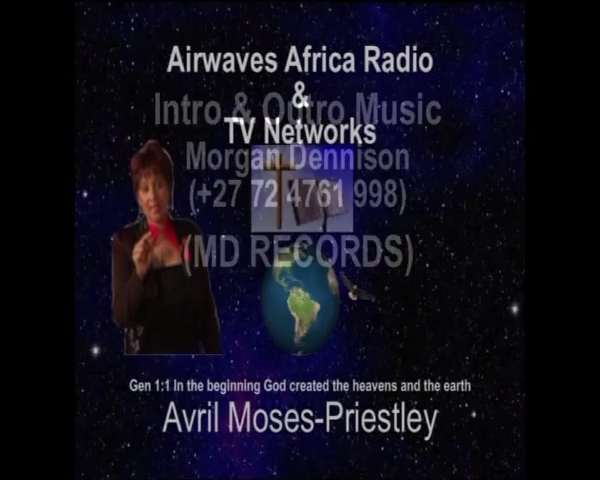 Airwaves Africa Radio
&
Intro & Outro Music
TV Networks
Morgan Dennison
(+27 72 4761 998)
(MD RECORDS)
Gen 1:1 In the beginning God created the heavens and the earth
Avril Moses-Priestley